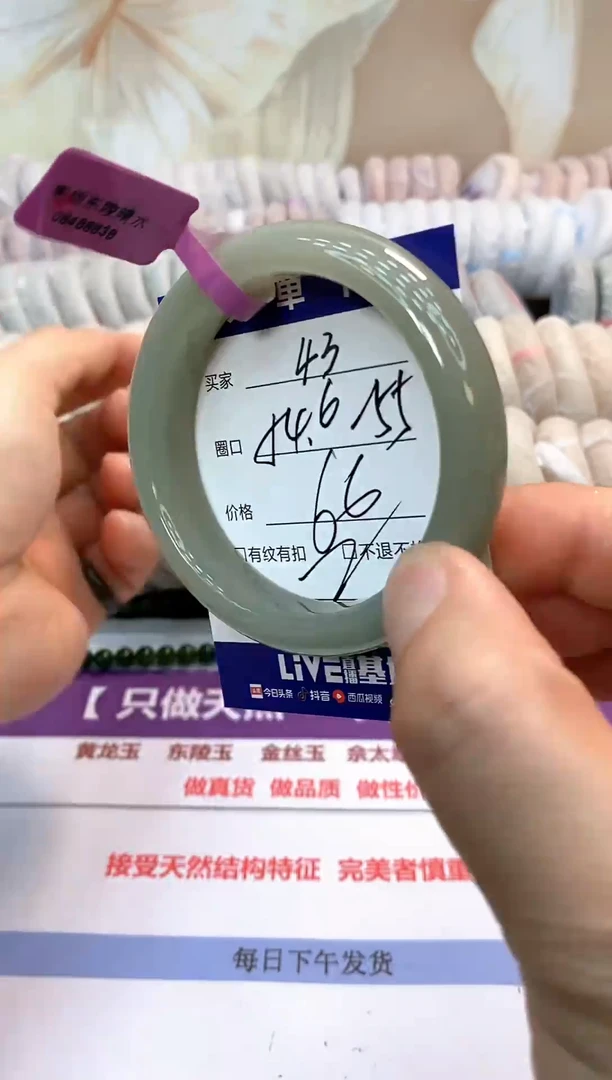 08488838
单
买家 43
圈口 54.6 155
价格 66
有纹有扣 不退不
LiVE直播基
今日头条 抖音 西瓜视频
【只做天然
黄龙玉 东陵玉 金丝玉 佘太
做真货 做品质 做性价
接受天然结构特征 完美者慎重
每日下午发货